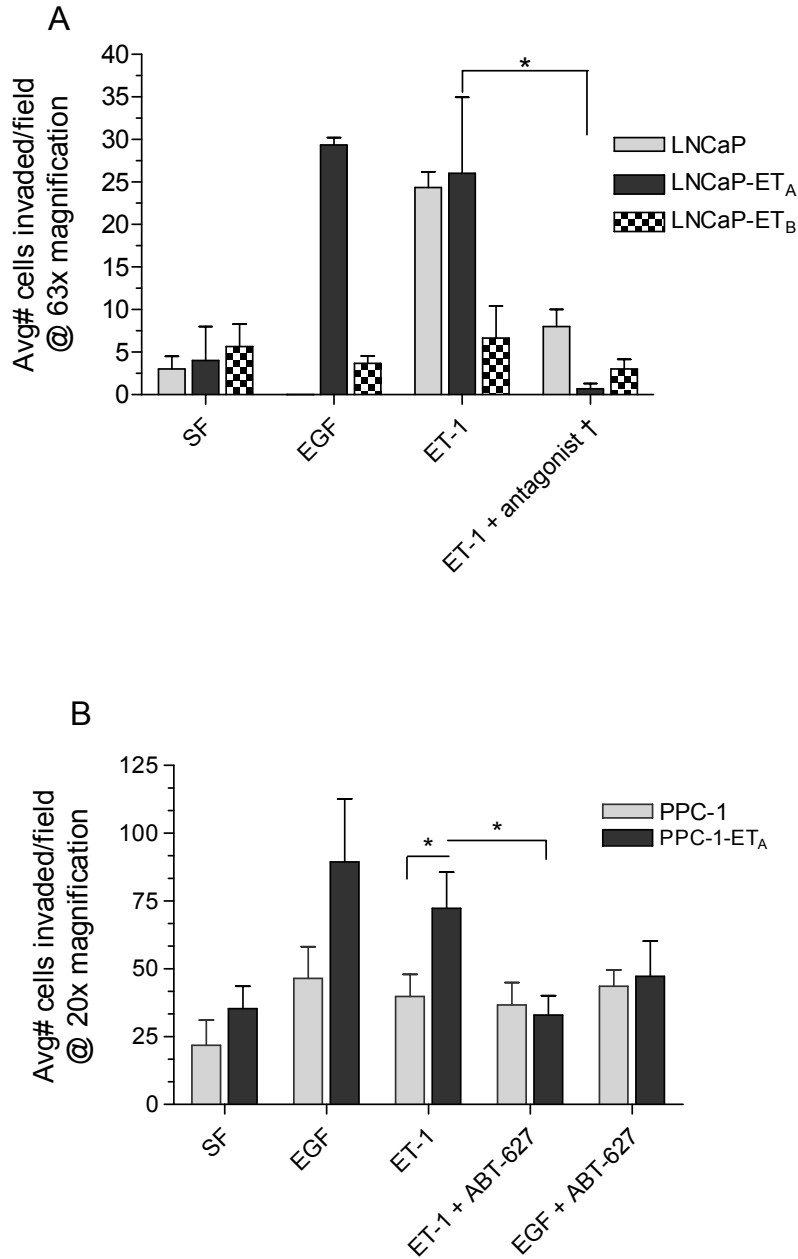 A
Avg# cells invaded/field
@ 63x magnification
40
35
30
25
20
15
10
5
0
*
LNCaP
LNCaP-ETA
LNCaP-ETB
SF
EGF
ET-1
ET-1 + antagonist †
B
Avg# cells invaded/field
@ 20x magnification
125
100
75
50
25
0
*
*
PPC-1
PPC-1-ETA
SF
EGF
ET-1
ET-1 + ABT-627
EGF + ABT-627